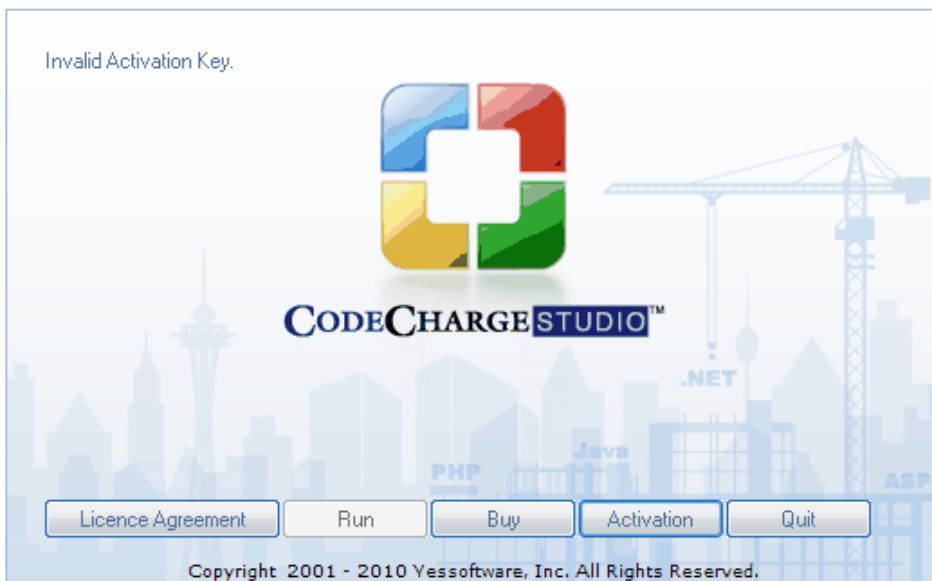 Invalid Activation Key.
CODECHARGE STUDIO™
.NET
Java
PHP
ASP
Licence Agreement Run Buy Activation Quit
Copyright 2001 - 2010 Yessoftware, Inc. All Rights Reserved.